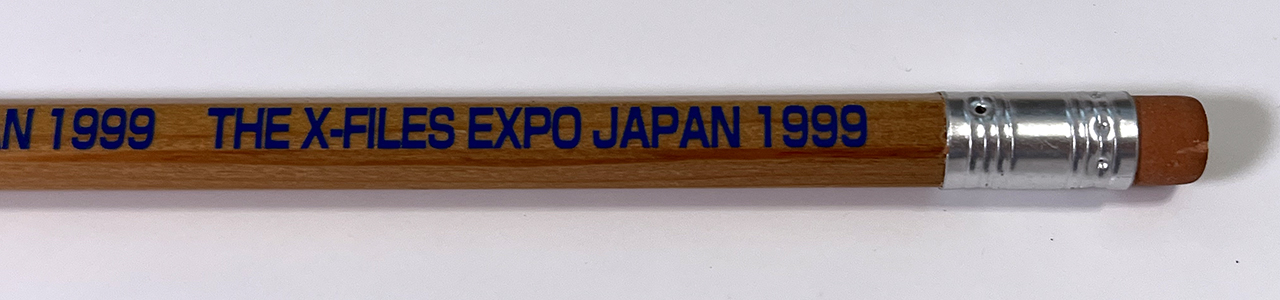 N 1999 THE X-FILES EXPO JAPAN 1999